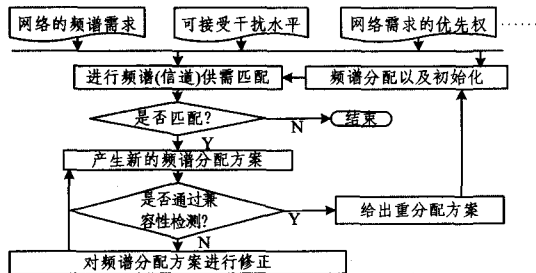 网络的频谱需求
可接受干扰水平
网络需求的优先权
进行频谱(信道)供需匹配
频谱分配以及初始化
是否匹配?
N
结束
Y
产生新的频谱分配方案
是否通过兼
容性检测?
Y
给出重分配方案
N
对频谱分配方案进行修正